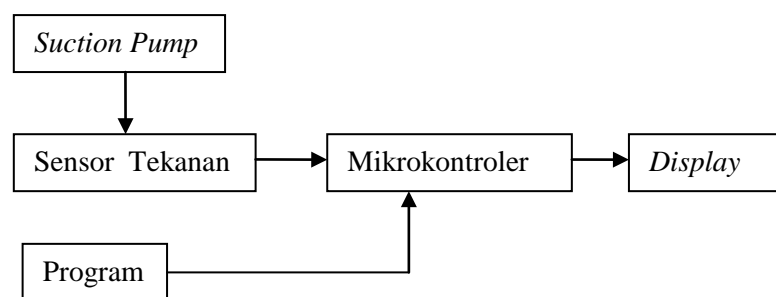 Suction Pump
Sensor Tekanan
Mikrokontroler
Display
Program